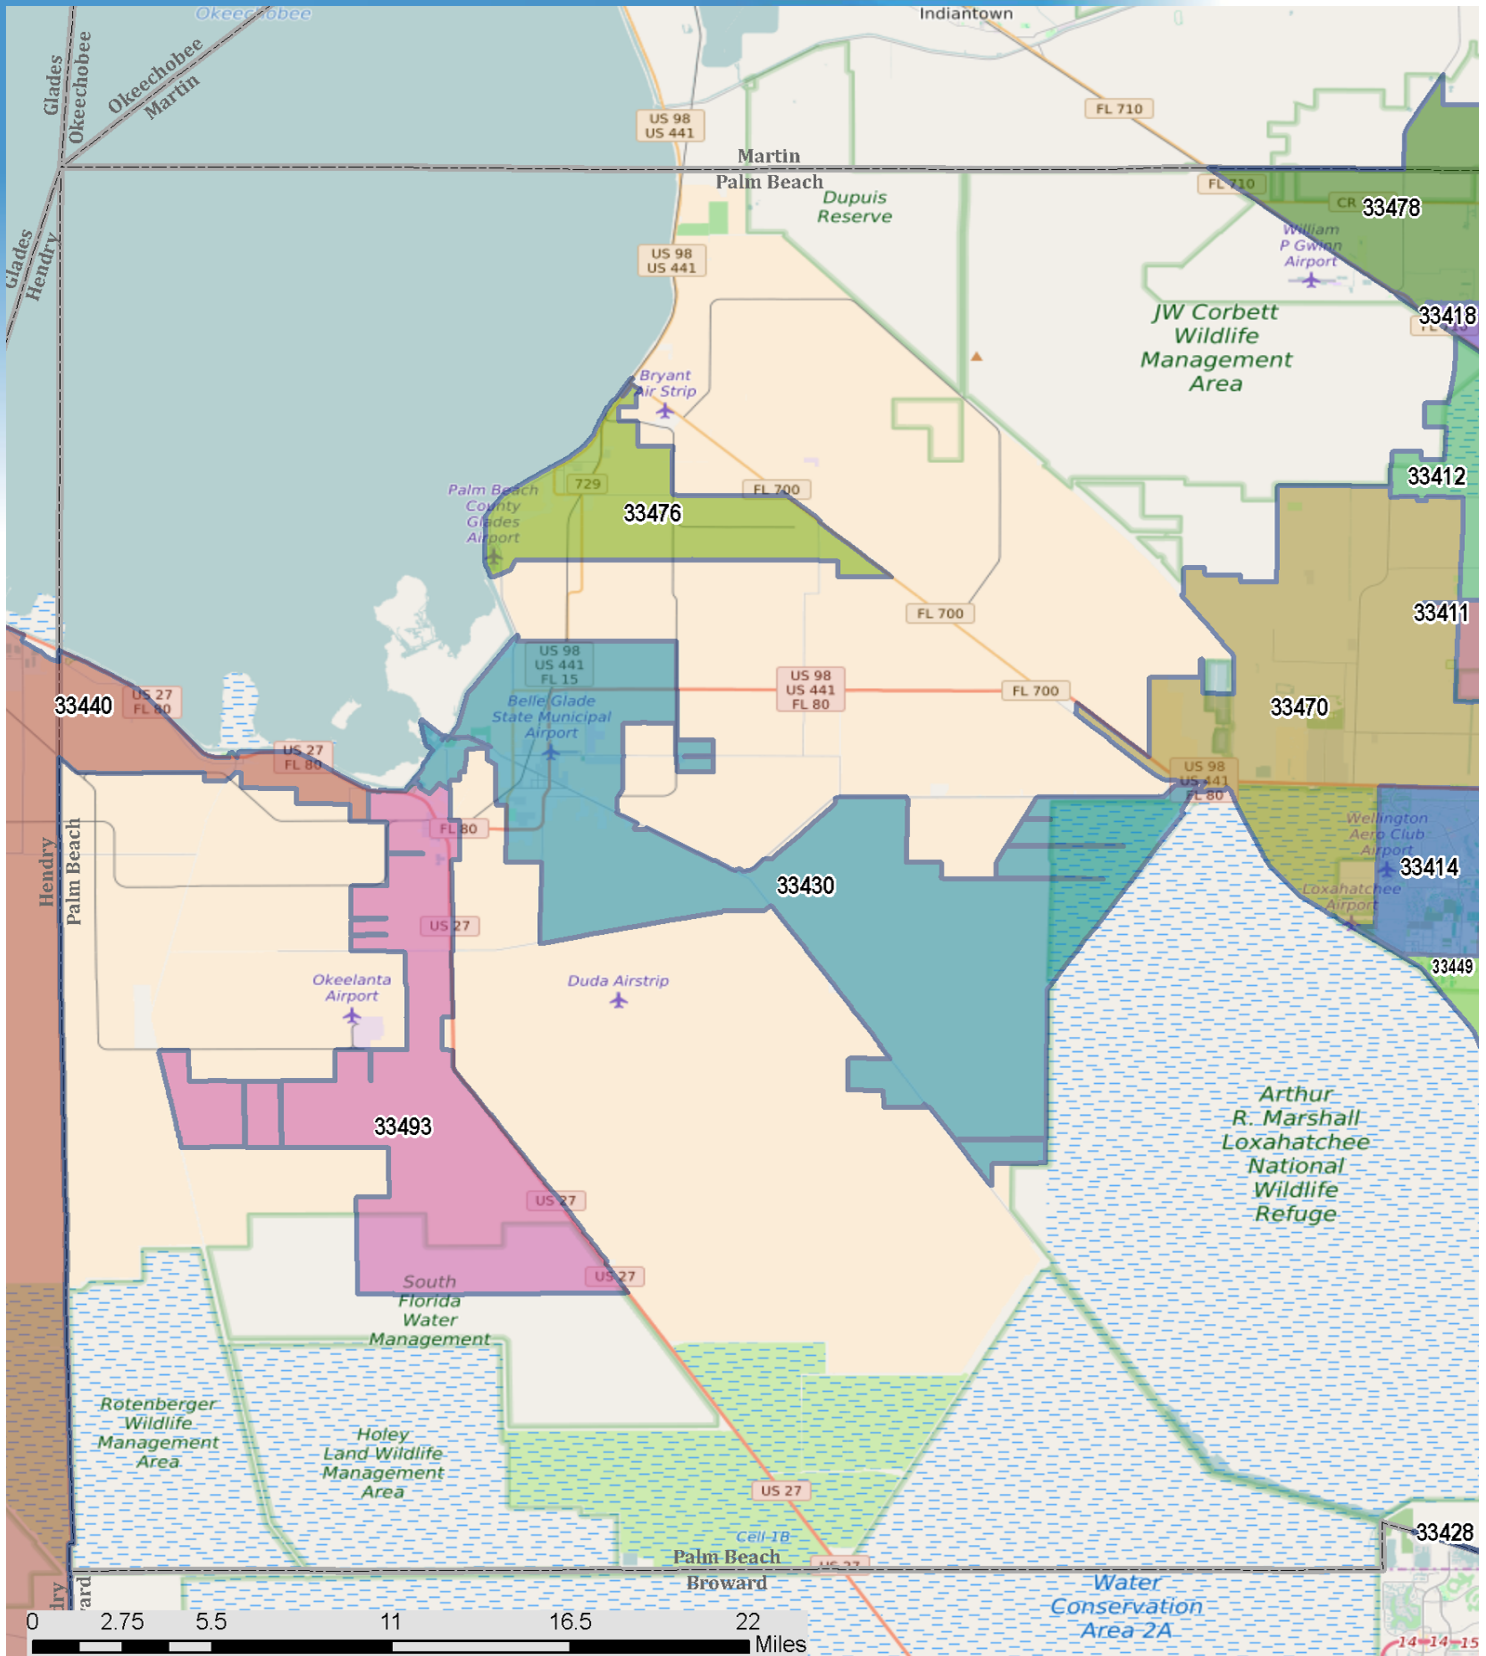 Okeechobee
Indiantown
Glades
Okeechobee
Okeechobee
Martin
US 98
US 441
FL 710
Martin
Palm Beach
FL 710
CR
33478
Dupuis
Reserve
Glades
Hendry
US 98
US 441
William
P Gwinn
Airport
JW Corbett
Wildlife
Management
Area
33418
Bryant
Air Strip
33412
729
FL 700
Palm Beach
County
Glades
Airport
33476
FL 700
33411
US 98
US 441
FL 15
US 98
US 441
FL 80
FL 700
33440
US 27
FL 80
Belle Glade
State Municipal
Airport
33470
US 27
FL 80
US 98
US 441
FL 80
FL 80
Wellington
Aero Club
Airport
33414
Hendry
Palm Beach
33430
Loxahatchee
Airport
US 27
33449
Okeelanta
Airport
Duda Airstrip
33493
Arthur
R. Marshall
Loxahatchee
National
Wildlife
Refuge
US 27
US 27
South
Florida
Water
Management
Rotenberger
Wildlife
Management
Area
Holey
Land Wildlife
Management
Area
US 27
Cell 1B
33428
Palm Beach
Broward
US 27
Water
Conservation
Area 2A
0 2.75 5.5 11 16.5 22
Miles
14 14 15